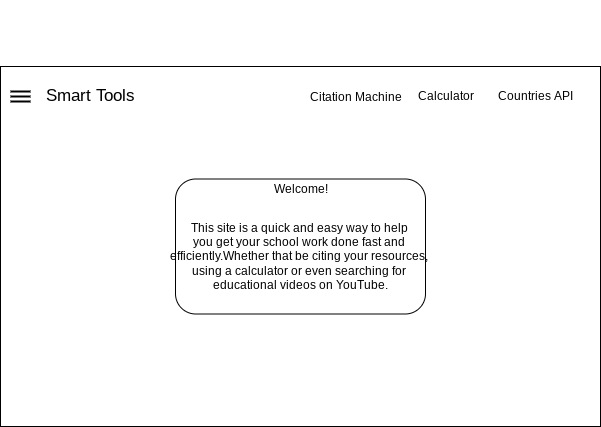 Smart Tools
Citation Machine
Calculator
Countries API
Welcome!
This site is a quick and easy way to help
you get your school work done fast and
efficiently.Whether that be citing your resources,
using a calculator or even searching for
educational videos on YouTube.